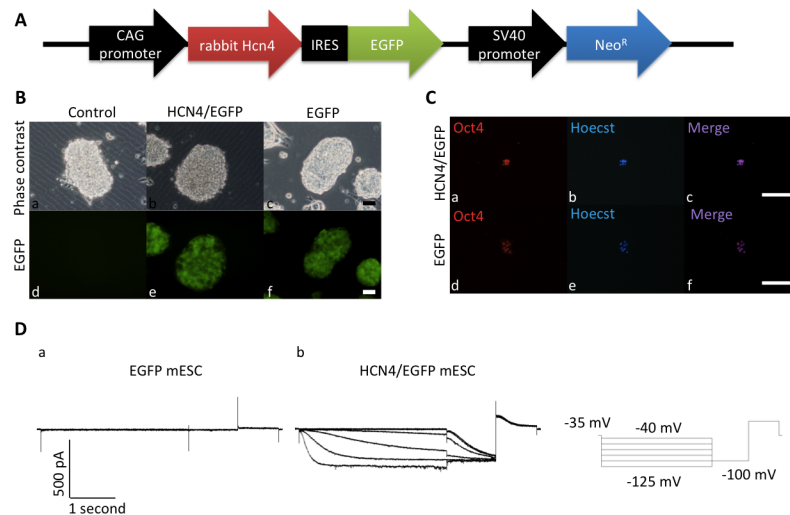 A
CAG
promoter
rabbit Hcn4
IRES
EGFP
SV40
promoter
Neoᴿ
B
Control
HCN4/EGFP
EGFP
Phase contrast
a
b
c
EGFP
d
e
f
C
HCN4/EGFP
Oct4
Hoecst
Merge
a
b
c
EGFP
Oct4
Hoecst
Merge
d
e
f
D
a
b
EGFP mESC
HCN4/EGFP mESC
-35 mV
-40 mV
-125 mV
-100 mV
500 pA
1 second